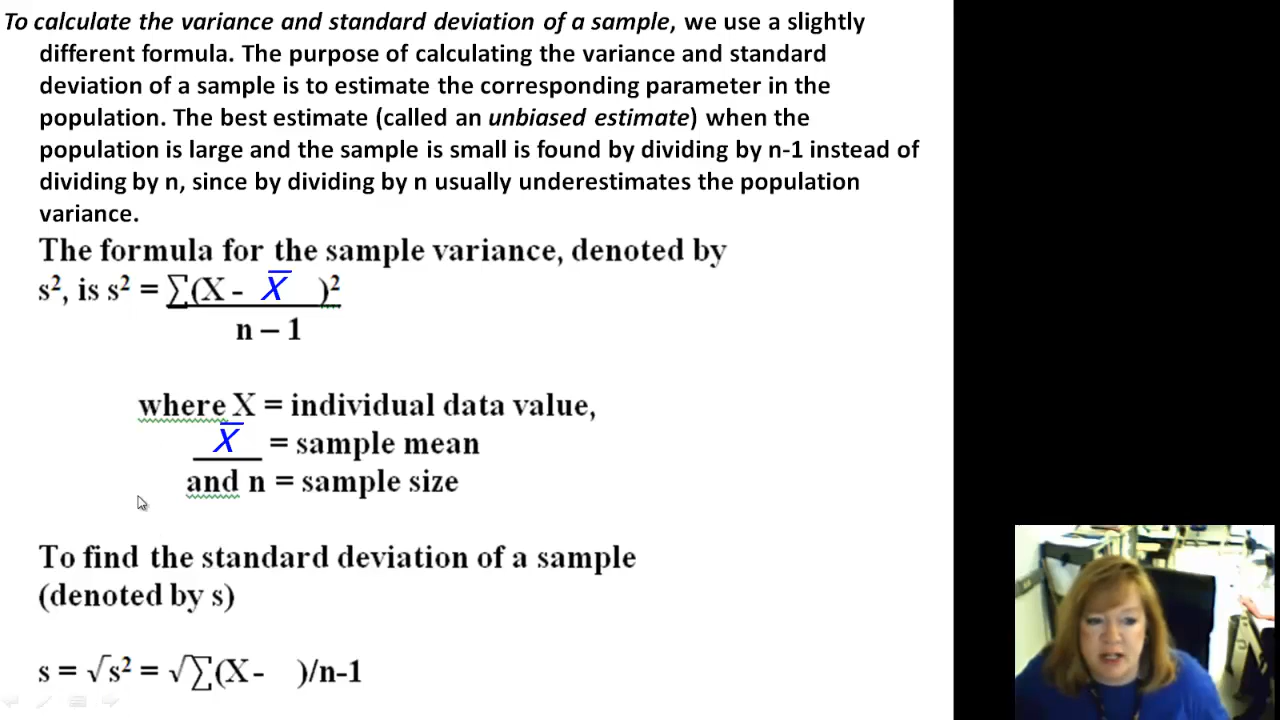 To calculate the variance and standard deviation of a sample, we use a slightly
different formula. The purpose of calculating the variance and standard
deviation of a sample is to estimate the corresponding parameter in the
population. The best estimate (called an unbiased estimate) when the
population is large and the sample is small is found by dividing by n-1 instead of
dividing by n, since by dividing by n usually underestimates the population
variance.
The formula for the sample variance, denoted by
s², is s² = ∑(X - X̅ )²
n – 1
where X = individual data value,
X̅ = sample mean
and n = sample size
To find the standard deviation of a sample
(denoted by s)
s = √s² = √∑(X - )/n-1